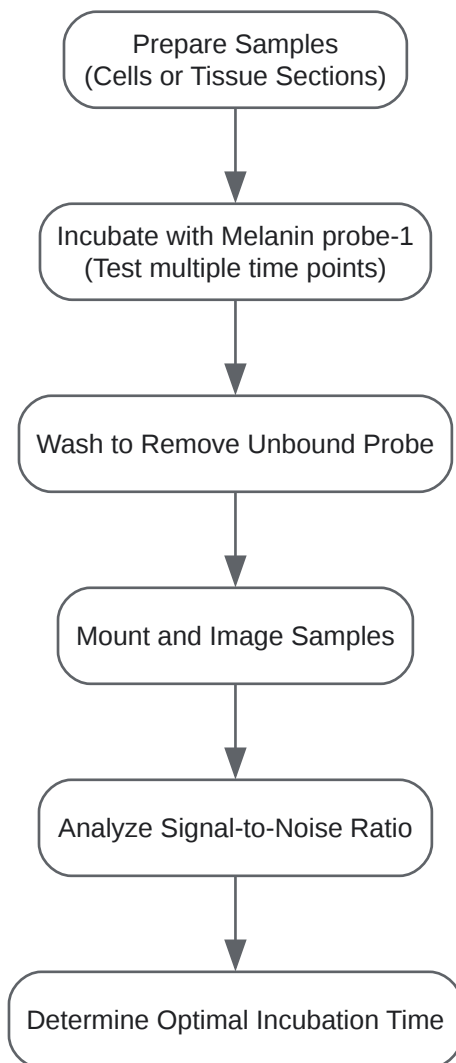 Prepare Samples
(Cells or Tissue Sections)
Incubate with Melanin probe-1
(Test multiple time points)
Wash to Remove Unbound Probe
Mount and Image Samples
Analyze Signal-to-Noise Ratio
Determine Optimal Incubation Time